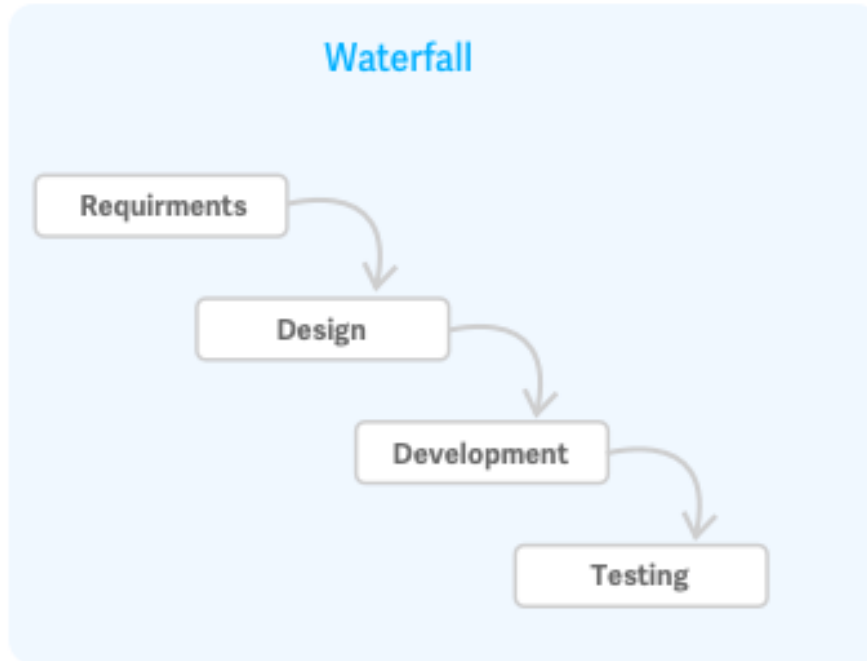 Waterfall
Requirments
Design
Development
Testing